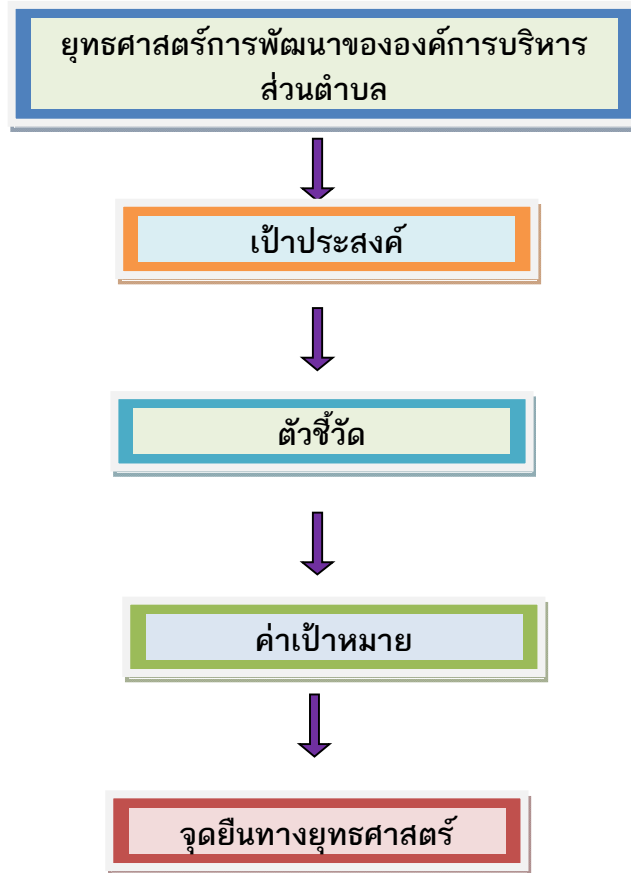 ยุทธศาสตร์การพัฒนาขององค์การบริหาร
ส่วนตำบล
เป้าประสงค์
ตัวชี้วัด
ค่าเป้าหมาย
จุดยืนทางยุทธศาสตร์